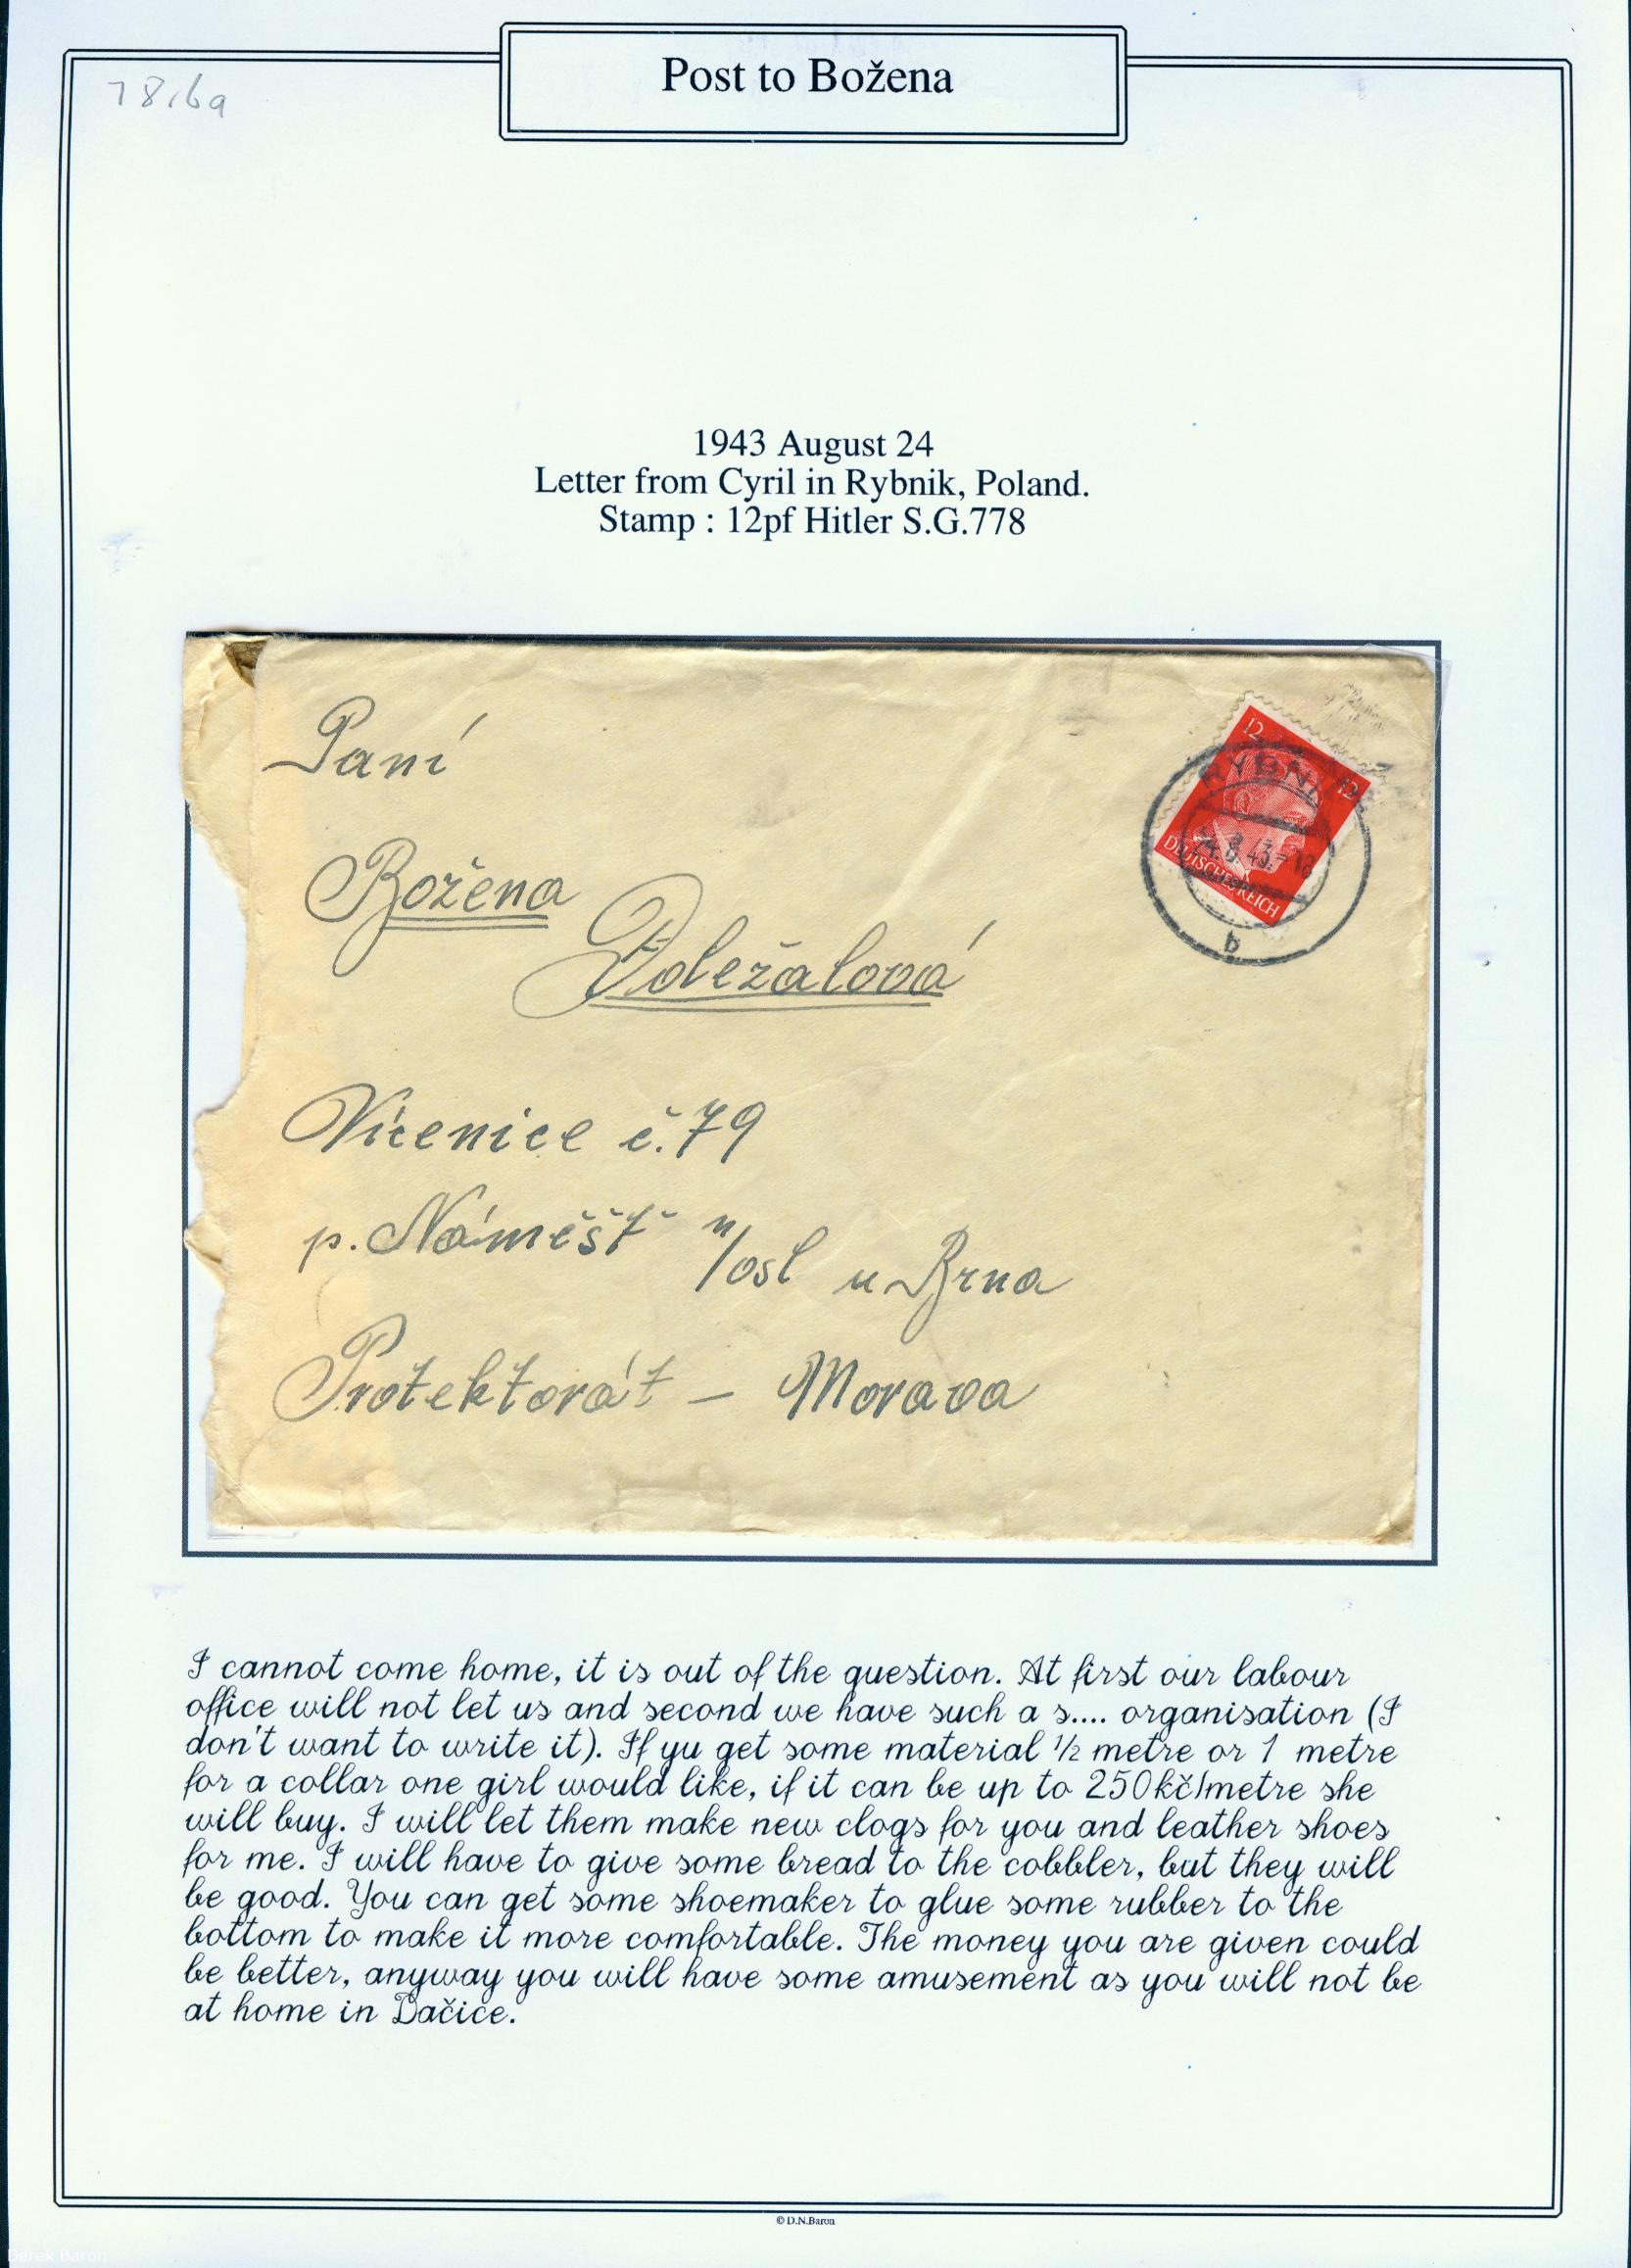 Post to Božena
78.6a
1943 August 24
Letter from Cyril in Rybnik, Poland.
Stamp : 12pf Hitler S.G.778
Paní
12
12
RYBNI
24.8.43.-18
DEUTSCHES REICH
b
Božena
Doležalová
Vícenice č.79
p. Náměšť n/osl u Brna
Protektorát – Morava
I cannot come home, it is out of the question. At first our labour
office will not let us and second we have such a s.... organisation (I
don't want to write it). If yu get some material ½ metre or 1 metre
for a collar one girl would like, if it can be up to 250kč/metre she
will buy. I will let them make new clogs for you and leather shoes
for me. I will have to give some bread to the cobbler, but they will
be good. You can get some shoemaker to glue some rubber to the
bottom to make it more comfortable. The money you are given could
be better, anyway you will have some amusement as you will not be
at home in Dačice.
© D.N.Baron
Derek Baron